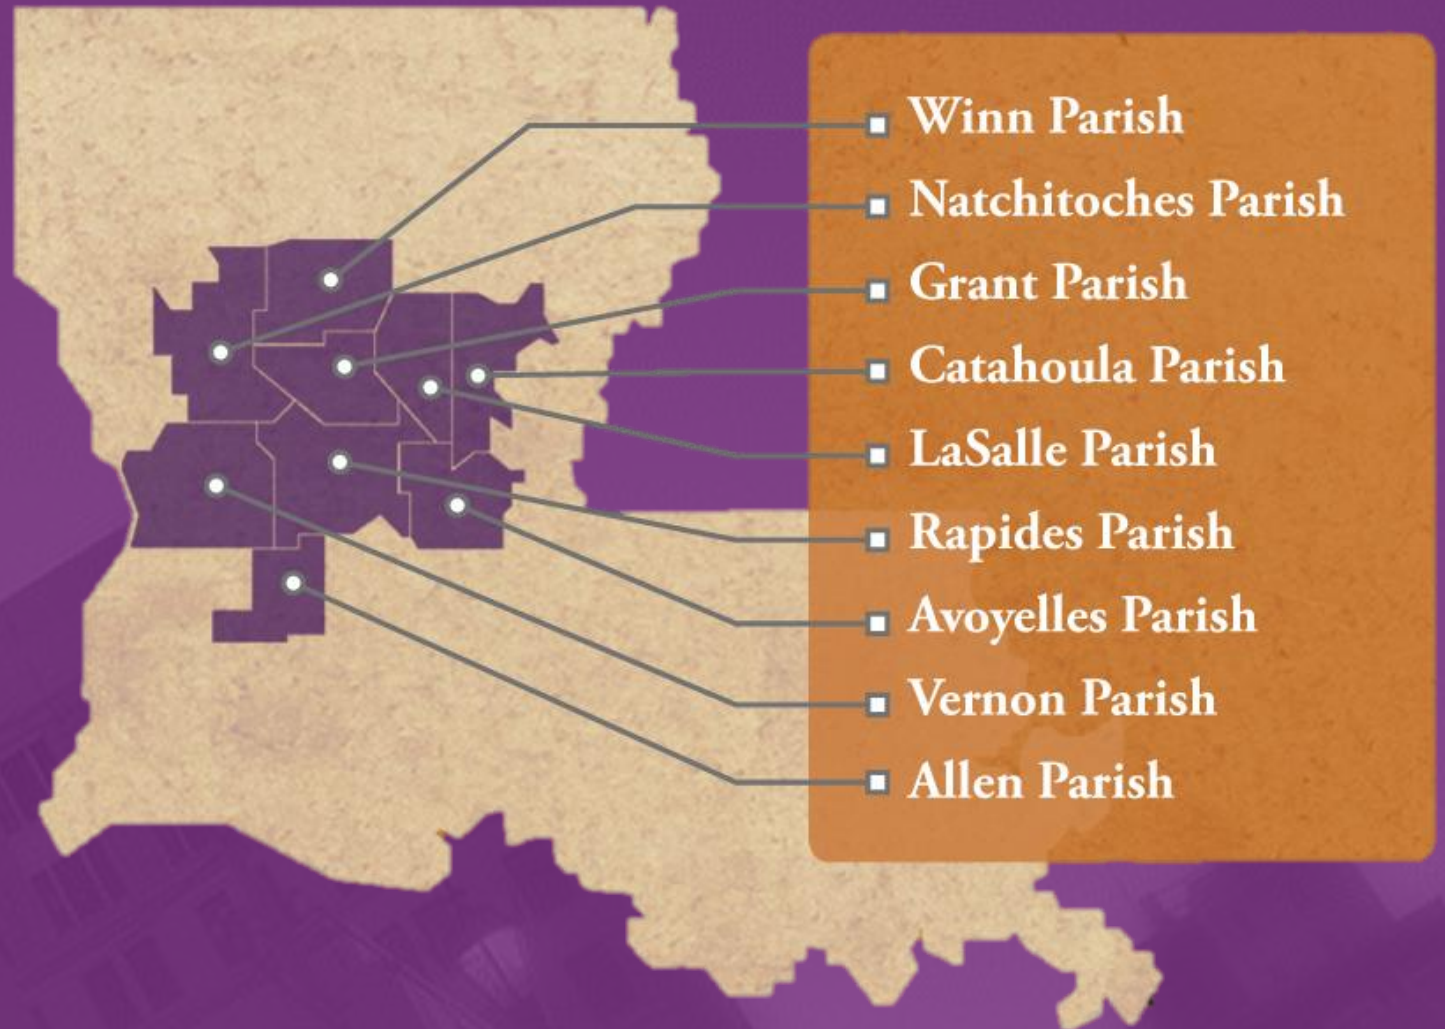 Winn Parish
Natchitoches Parish
Grant Parish
Catahoula Parish
LaSalle Parish
Rapides Parish
Avoyelles Parish
Vernon Parish
Allen Parish